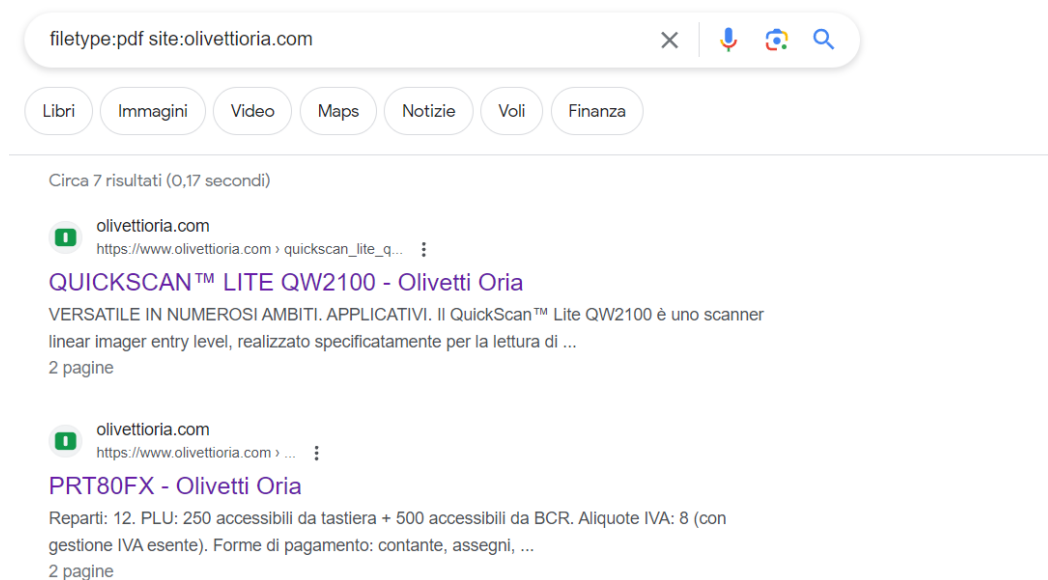 filetype:pdf site:olivettioria.com
Libri Immagini Video Maps Notizie Voli Finanza
Circa 7 risultati (0,17 secondi)
olivettioria.com
https://www.olivettioria.com › quickscan_lite_q...
QUICKSCAN™ LITE QW2100 - Olivetti Oria
VERSATILE IN NUMEROSI AMBITI. APPLICATIVI. Il QuickScan™ Lite QW2100 è uno scanner
linear imager entry level, realizzato specificatamente per la lettura di ...
2 pagine
olivettioria.com
https://www.olivettioria.com › ...
PRT80FX - Olivetti Oria
Reparti: 12. PLU: 250 accessibili da tastiera + 500 accessibili da BCR. Aliquote IVA: 8 (con
gestione IVA esente). Forme di pagamento: contante, assegni, ...
2 pagine